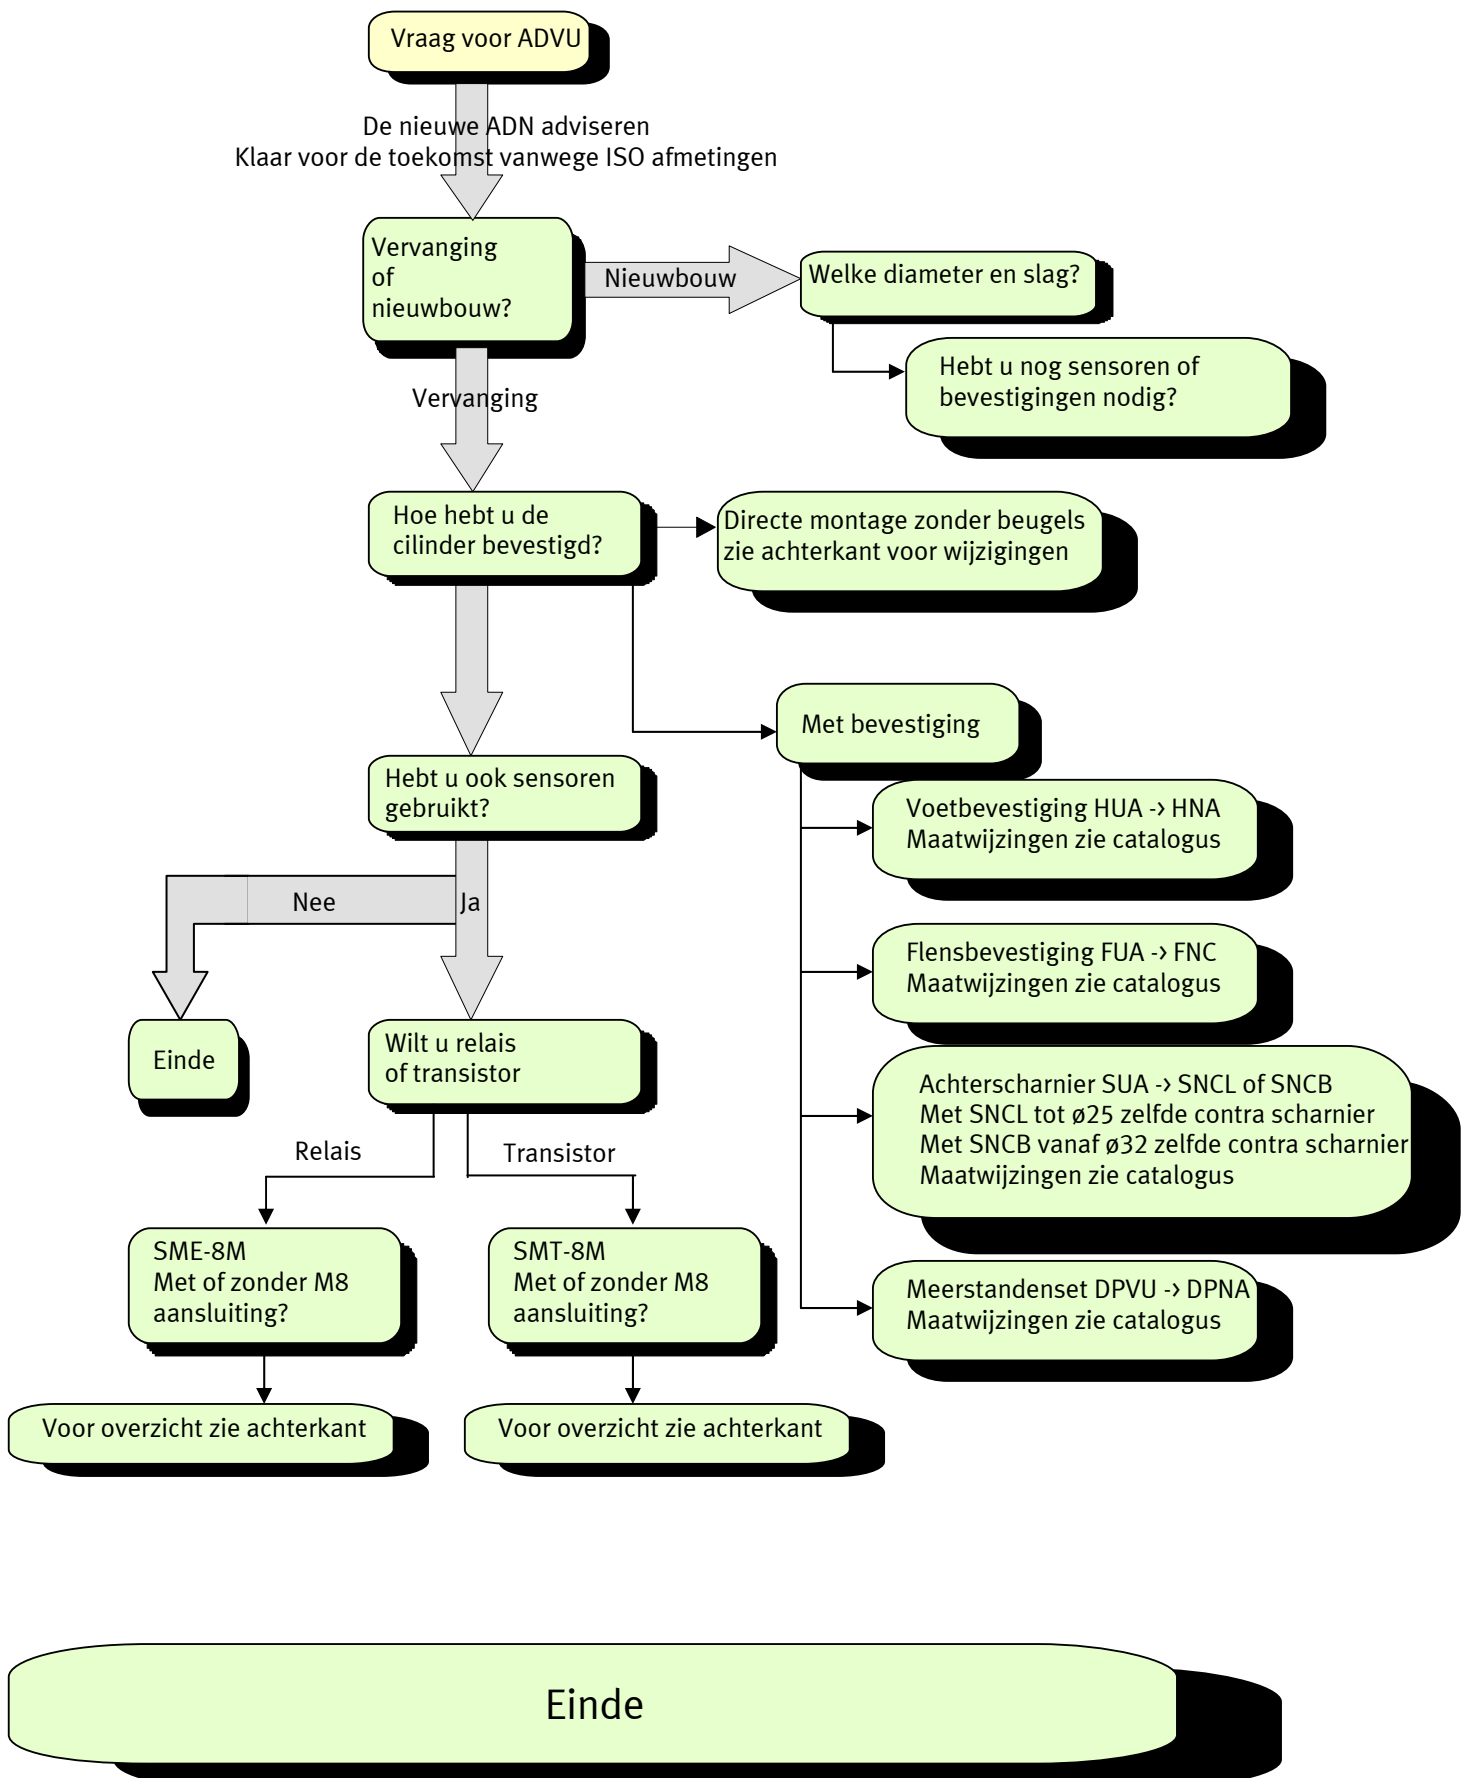 Vraag voor ADVU
De nieuwe ADN adviseren
Klaar voor de toekomst vanwege ISO afmetingen
Vervanging
of
nieuwbouw?
Nieuwbouw
Welke diameter en slag?
Hebt u nog sensoren of
bevestigingen nodig?
Vervanging
Hoe hebt u de
cilinder bevestigd?
Directe montage zonder beugels
zie achterkant voor wijzigingen
Met bevestiging
Hebt u ook sensoren
gebruikt?
Voetbevestiging HUA -> HNA
Maatwijzingen zie catalogus
Nee
Ja
Flensbevestiging FUA -> FNC
Maatwijzingen zie catalogus
Einde
Wilt u relais
of transistor
Achterscharnier SUA -> SNCL of SNCB
Met SNCL tot ø25 zelfde contra scharnier
Met SNCB vanaf ø32 zelfde contra scharnier
Maatwijzingen zie catalogus
Relais
Transistor
SME-8M
Met of zonder M8
aansluiting?
SMT-8M
Met of zonder M8
aansluiting?
Meerstandenset DPVU -> DPNA
Maatwijzingen zie catalogus
Voor overzicht zie achterkant
Voor overzicht zie achterkant
Einde